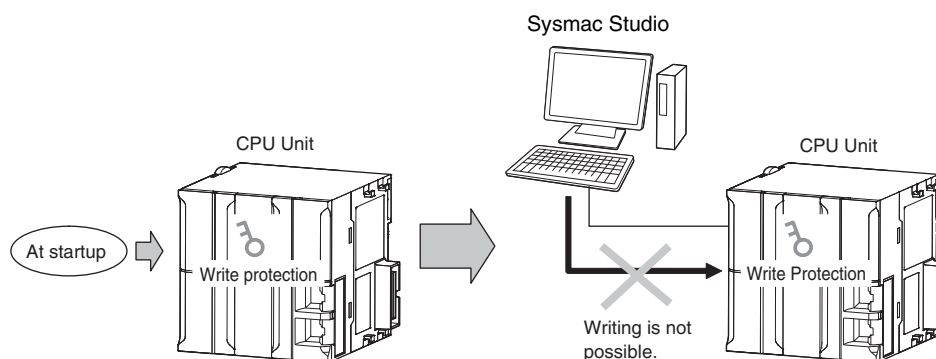 Sysmac Studio
CPU Unit
CPU Unit
At startup
Write protection
Write Protection
Writing is not
possible.